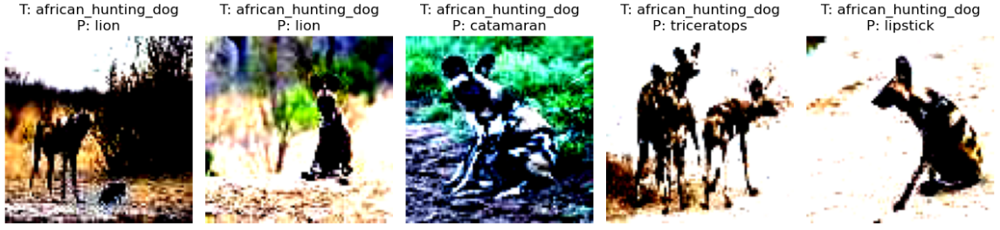 T: african_hunting_dog
P: lion
T: african_hunting_dog
P: lion
T: african_hunting_dog
P: catamaran
T: african_hunting_dog
P: triceratops
T: african_hunting_dog
P: lipstick